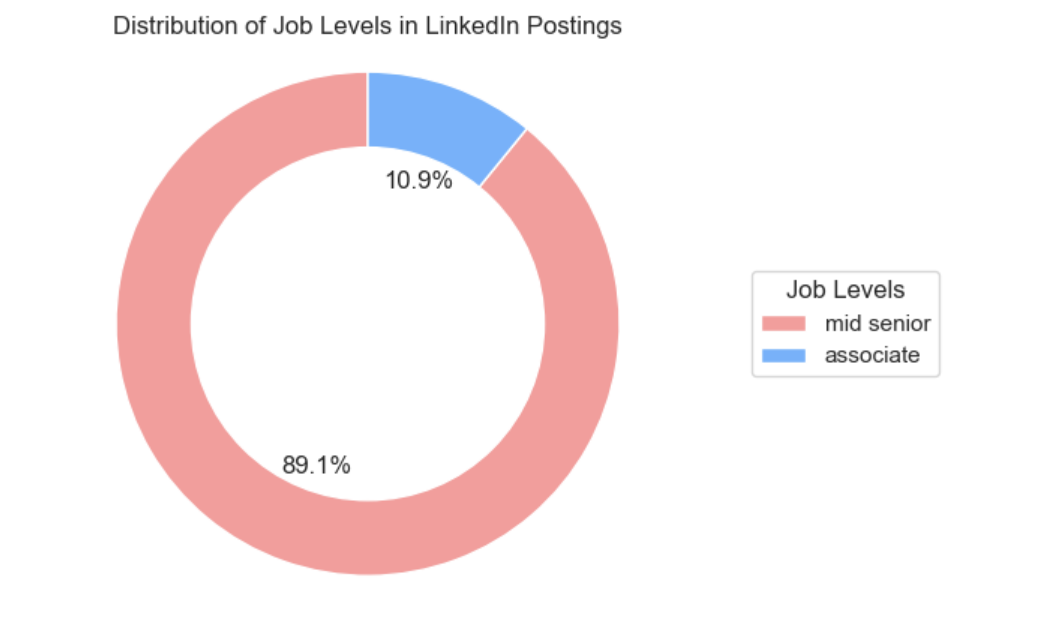 Distribution of Job Levels in LinkedIn Postings
10.9%
Job Levels
mid senior
associate
89.1%